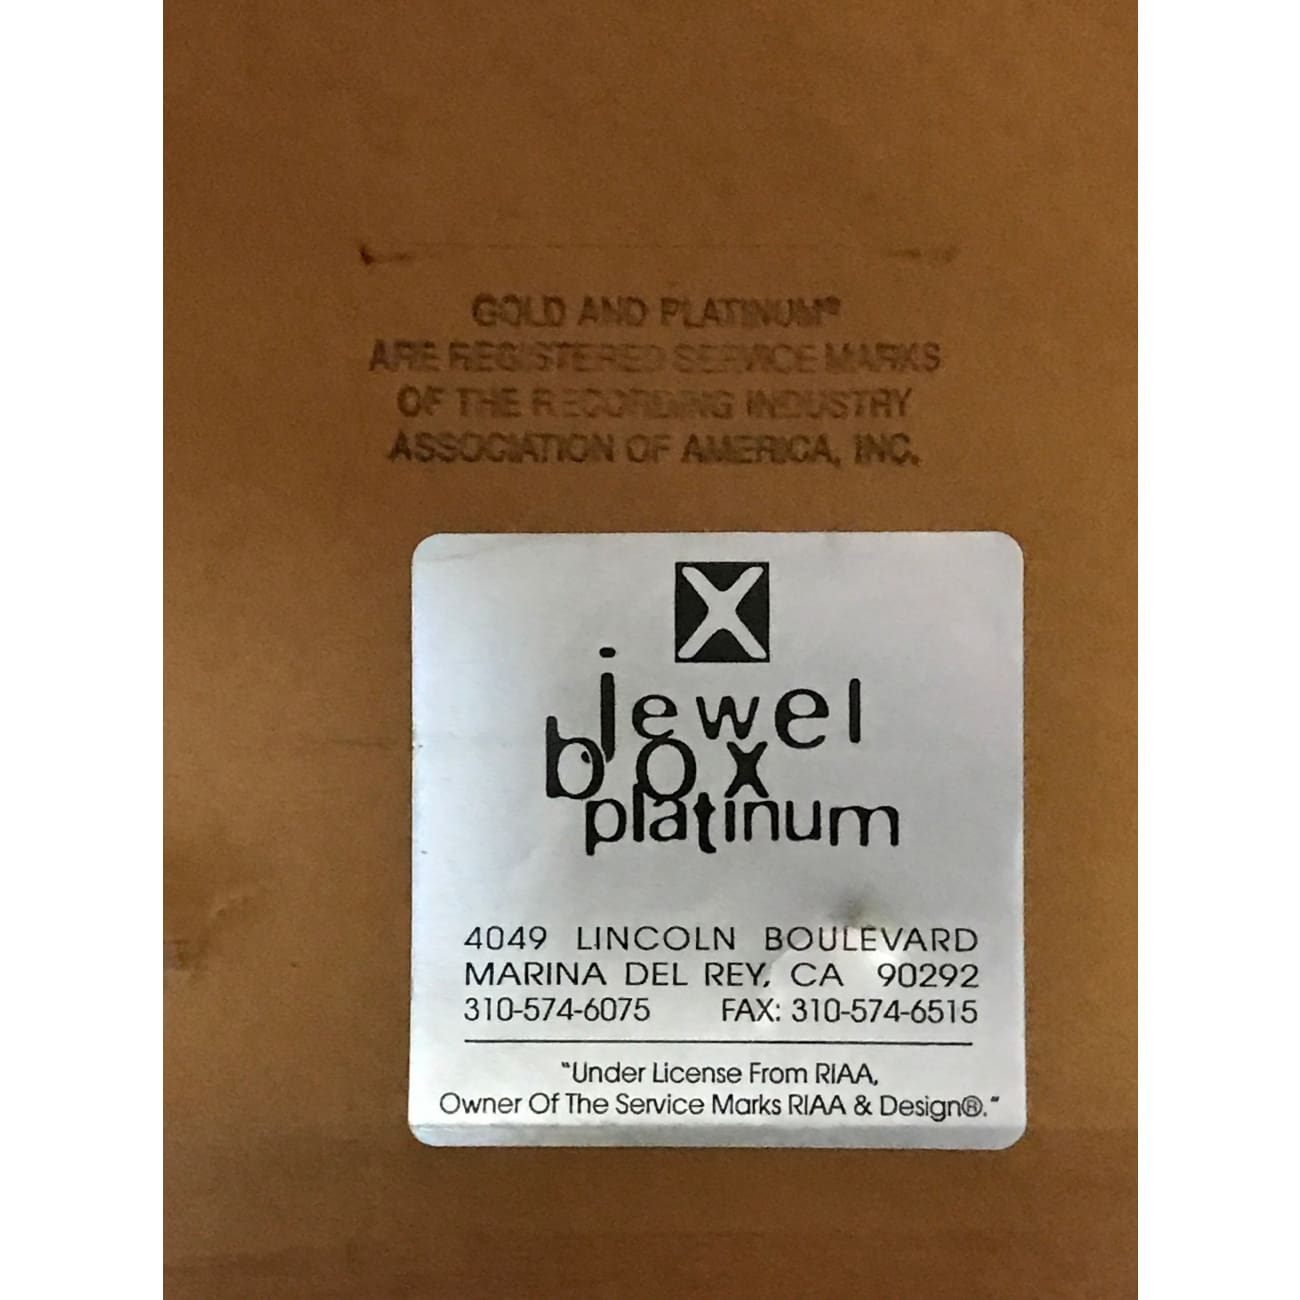 GOLD AND PLATINUM®
ARE REGISTERED SERVICE MARKS
OF THE RECORDING INDUSTRY
ASSOCIATION OF AMERICA, INC.
X
jewel
box
platinum
4049 LINCOLN BOULEVARD
MARINA DEL REY, CA 90292
310-574-6075 FAX: 310-574-6515
"Under License From RIAA,
Owner Of The Service Marks RIAA & Design®."